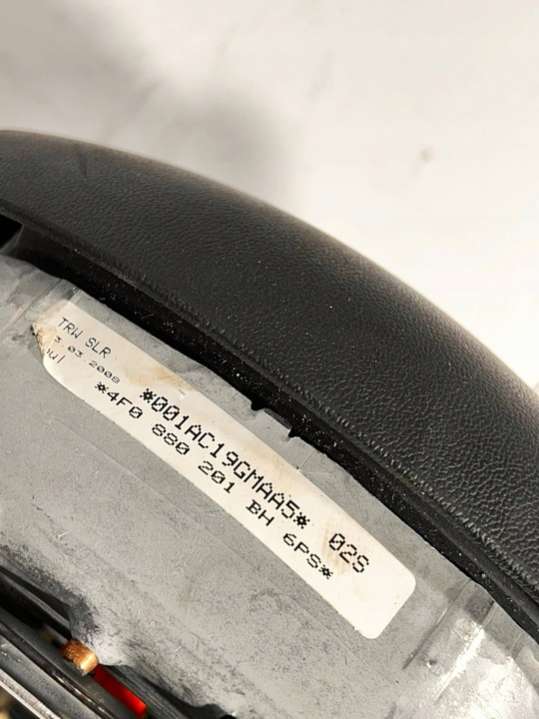 TRW SLR
3.03.2008
*001AC19GMAA5* 02S
*4F0 880 201 BH 6PS*